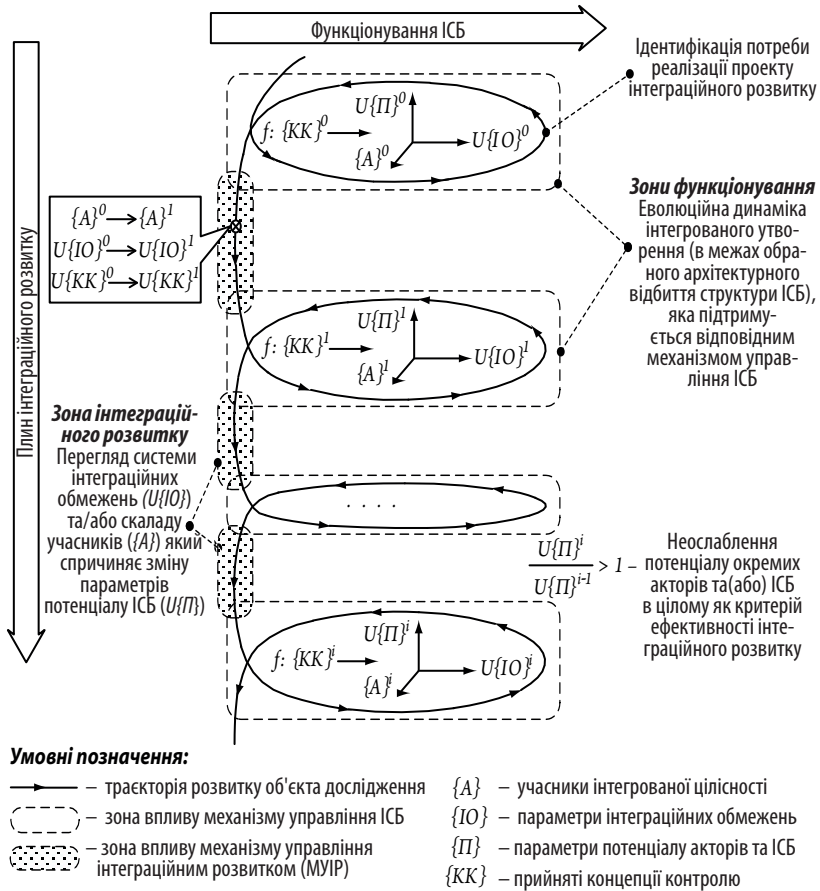 Функціонування ІСБ
Плин інтеграційного розвитку
Ідентифікація потреби
реалізації проекту
інтеграційного розвитку
U{П}⁰
f: {КК}⁰
U{ІО}⁰
{А}⁰
{А}⁰→{А}¹
U{ІО}⁰→U{ІО}¹
U{КК}⁰→U{КК}¹
Зони функціонування
Еволюційна динаміка
інтегрованого утво-
рення (в межах обра-
ного архітектурного
відбиття структури ІСБ),
яка підтриму-
ється відповідним
механізмом управ-
ління ІСБ
U{П}¹
f: {КК}¹
U{ІО}¹
{А}¹
Зона інтеграцій-
ного розвитку
Перегляд системи
інтеграційних
обмежень (U{ІО})
та/або скаладу
учасників ({А}) який
спричиняє зміну
параметрів
потенціалу ІСБ (U{П})
. . . .
U{П}ⁱ
U{П}ⁱ⁻¹
> 1 –
Неослаблення
потенціалу окремих
акторів та(або) ІСБ
в цілому як критерій
ефективності інте-
граційного розвитку
U{П}ⁱ
f: {КК}ⁱ
U{ІО}ⁱ
{А}ⁱ
Умовні позначення:
– траєкторія розвитку об'єкта дослідження
– зона впливу механізму управління ІСБ
– зона впливу механізму управління
інтеграційним розвитком (МУІР)
{А} – учасники інтегрованої цілісності
{ІО} – параметри інтеграційних обмежень
{П} – параметри потенціалу акторів та ІСБ
{КК} – прийняті концепції контролю